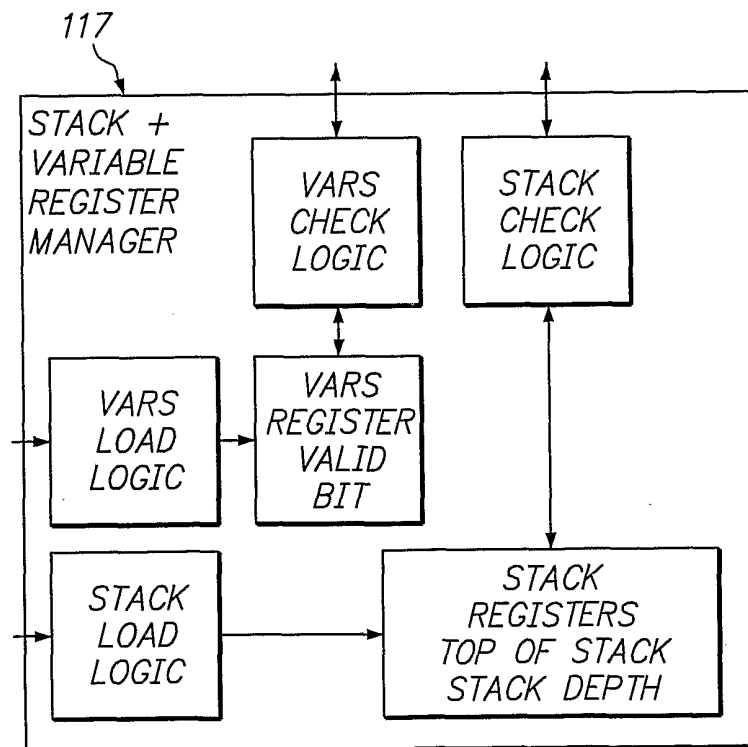 117
STACK +
VARIABLE
REGISTER
MANAGER
VARS
CHECK
LOGIC
STACK
CHECK
LOGIC
VARS
LOAD
LOGIC
VARS
REGISTER
VALID
BIT
STACK
LOAD
LOGIC
STACK
REGISTERS
TOP OF STACK
STACK DEPTH